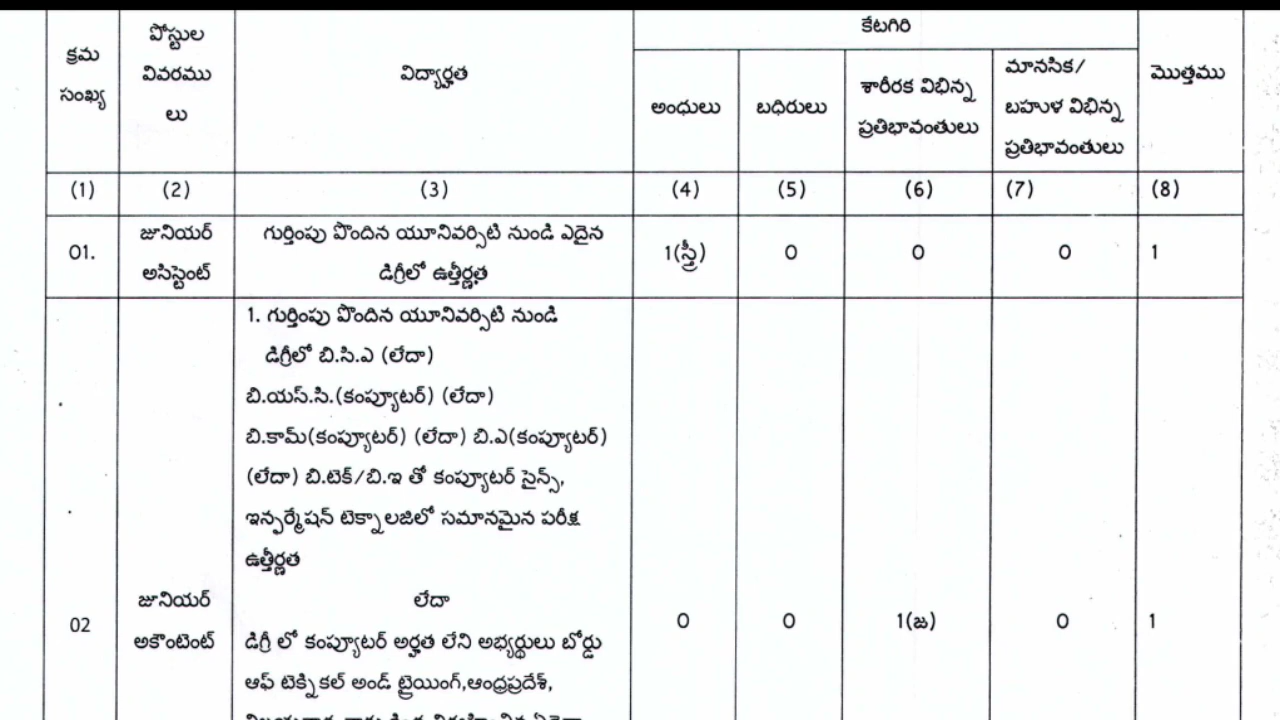 కేటగిరి
క్రమ
సంఖ్య
పోస్టుల
వివరము
లు
విద్యార్హత
అంధులు
బధిరులు
శారీరక విభిన్న
ప్రతిభావంతులు
మానసిక/
బహుళ విభిన్న
ప్రతిభావంతులు
మొత్తము
(1) (2) (3) (4) (5) (6) (7) (8)
01.
జూనియర్
అసిస్టెంట్
గుర్తింపు పొందిన యూనివర్సిటి నుండి ఎదైన
డిగ్రీలో ఉత్తీర్ణత
1(స్త్రీ) 0 0 0 1
1. గుర్తింపు పొందిన యూనివర్సిటి నుండి
డిగ్రీలో బి.సి.ఎ (లేదా)
బి.యస్.సి.(కంప్యూటర్) (లేదా)
బి.కామ్(కంప్యూటర్) (లేదా) బి.ఎ(కంప్యూటర్)
(లేదా) బి.టెక్/బి.ఇ తో కంప్యూటర్ సైన్స్,
ఇన్ఫర్మేషన్ టెక్నాలజిలో సమానమైన పరీక్ష
ఉత్తీర్ణత
లేదా
02
జూనియర్
అకౌంటెంట్
0 0 1(జ) 0 1
డిగ్రీ లో కంప్యూటర్ అర్హత లేని అభ్యర్థులు బోర్డు
ఆఫ్ టెక్నికల్ అండ్ ట్రైయింగ్,ఆంధ్రప్రదేశ్,